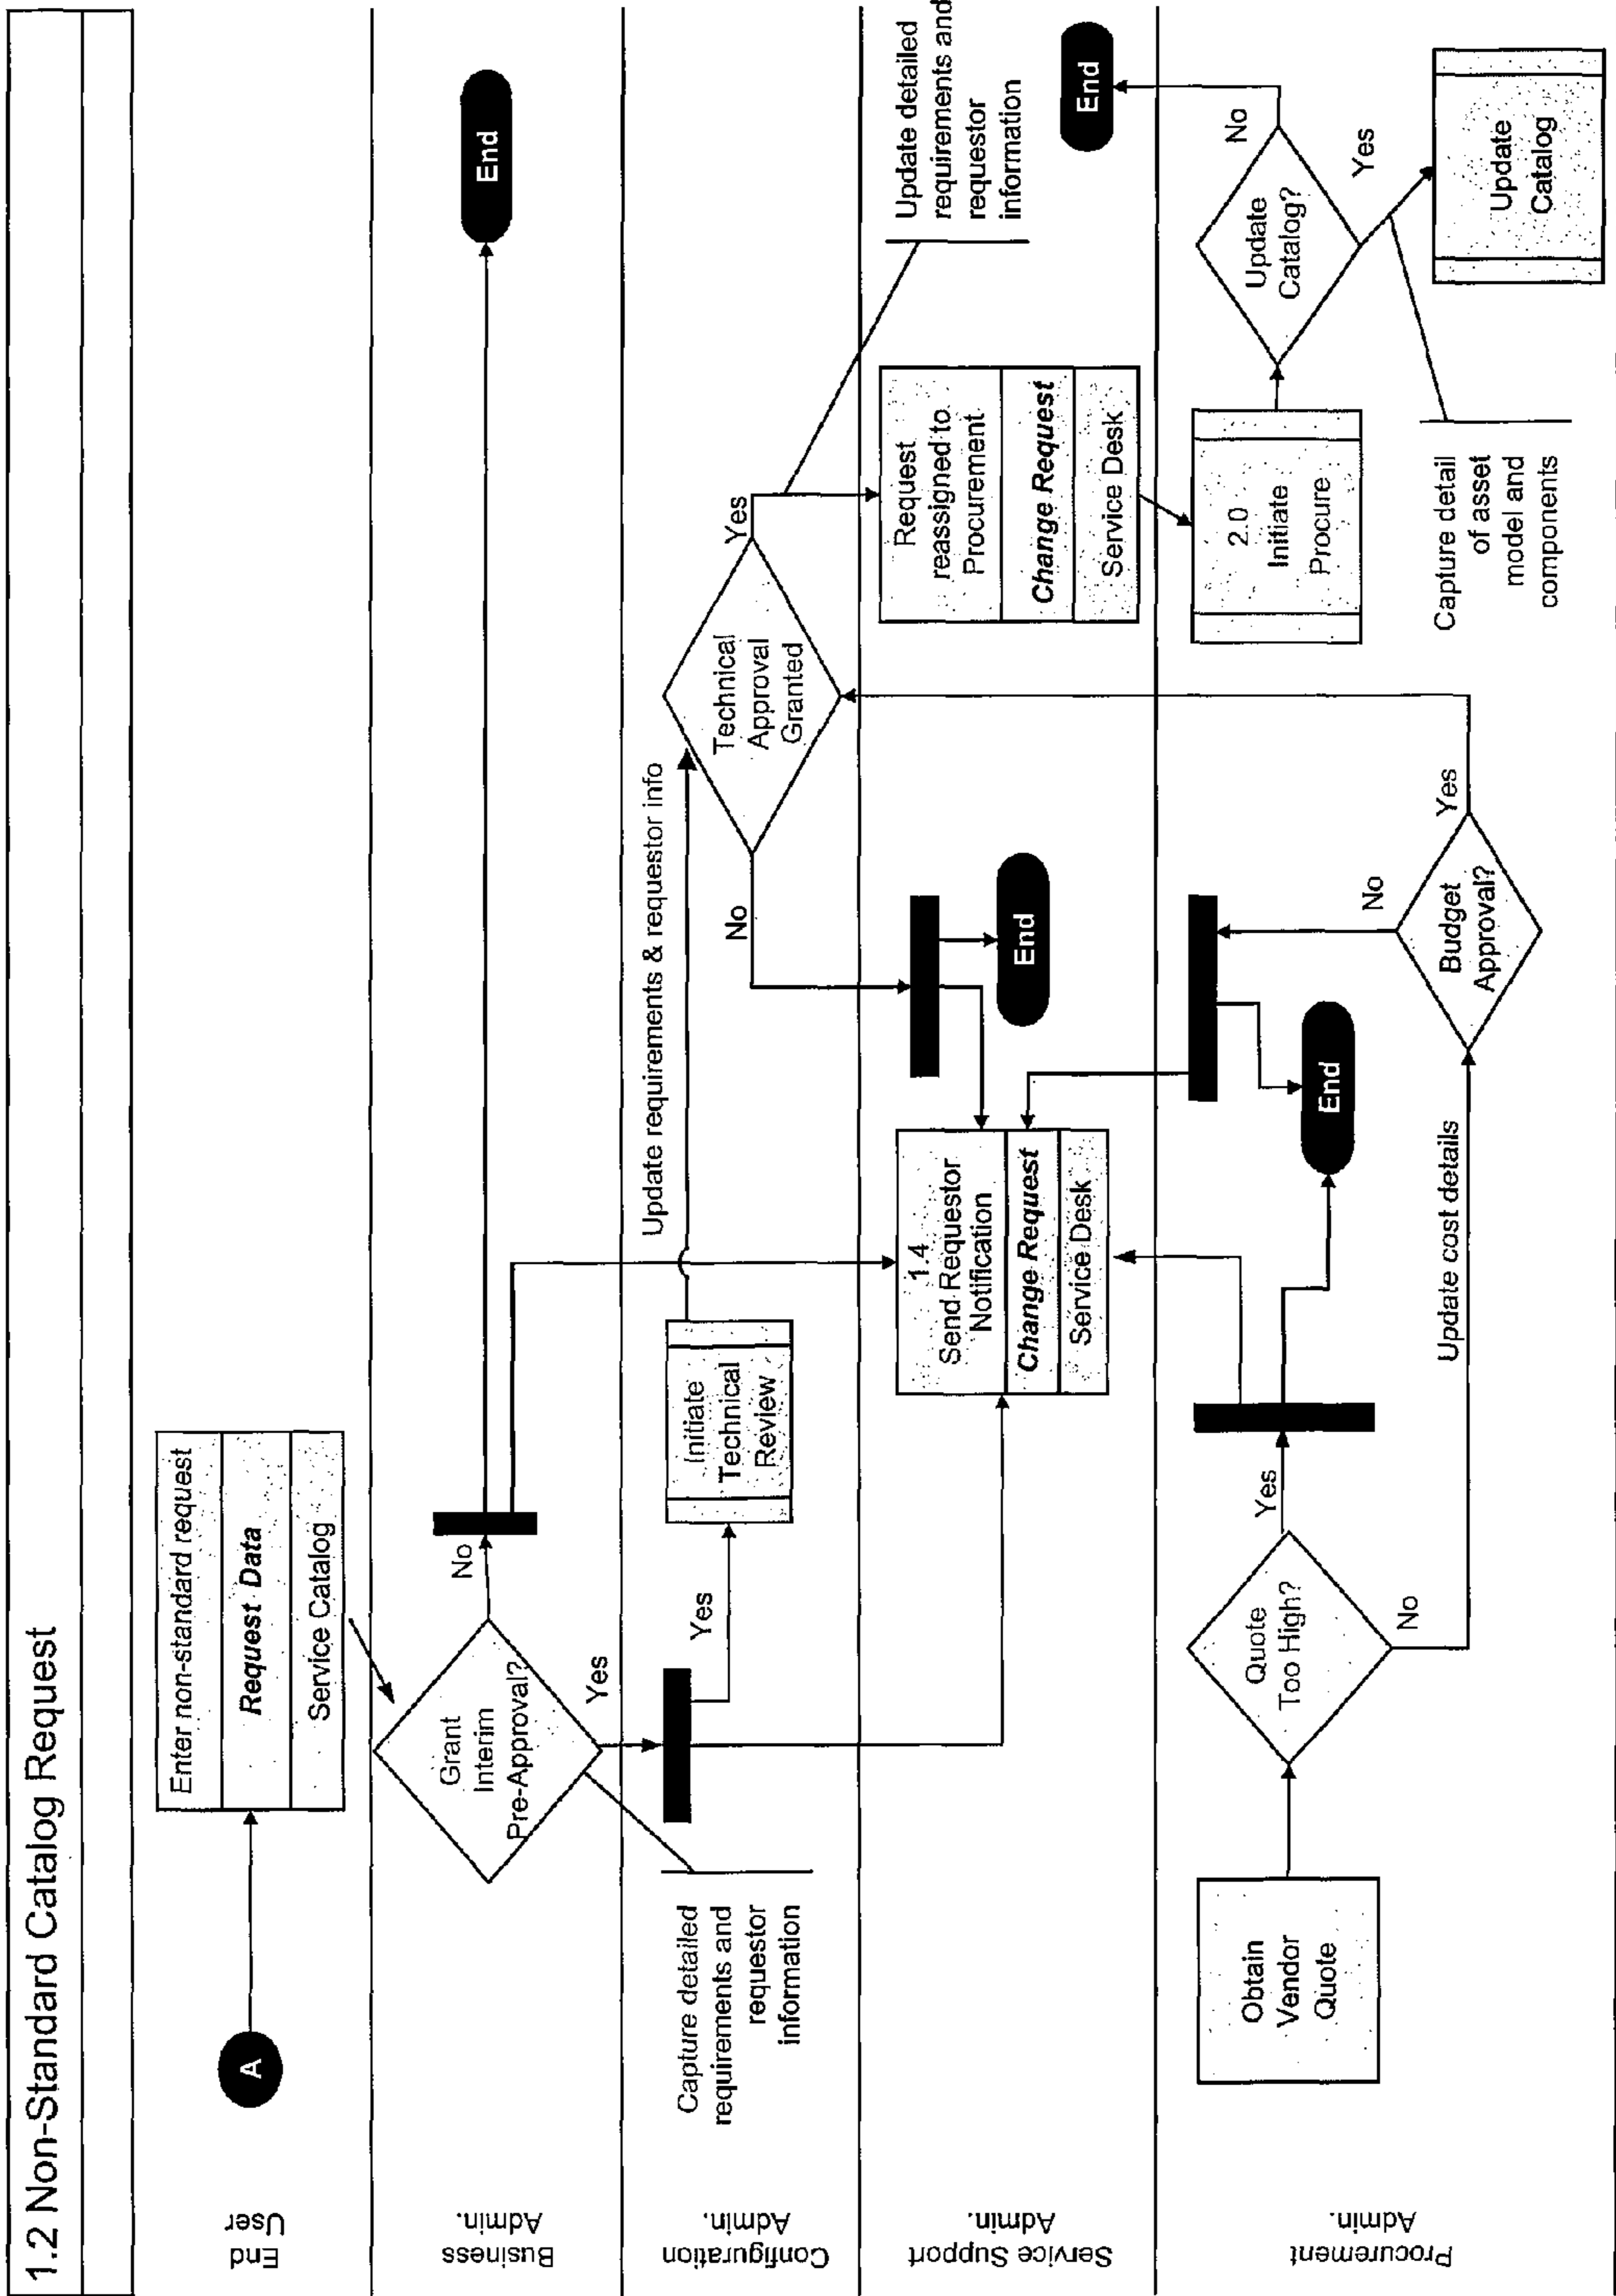 1.2 Non-Standard Catalog Request
End
User
A
Enter non-standard request
Request Data
Service Catalog
Business
Admin.
Grant
Interim
Pre-Approval?
No
Yes
End
Configuration
Admin.
Capture detailed
requirements and
requestor
information
Yes
Initiate
Technical
Review
Update requirements & requestor info
Technical
Approval
Granted
No
Yes
Update detailed
requirements and
requestor
information
Service Support
Admin.
1.4
Send Requestor
Notification
Change Request
Service Desk
End
Request
reassigned to
Procurement
Change Request
Service Desk
End
Procurement
Admin.
Obtain
Vendor
Quote
Quote
Too High?
Yes
No
End
Update cost details
Budget
Approval?
No
Yes
2.0
Initiate
Procure
Update
Catalog?
No
Yes
Capture detail
of asset
model and
components
Update
Catalog